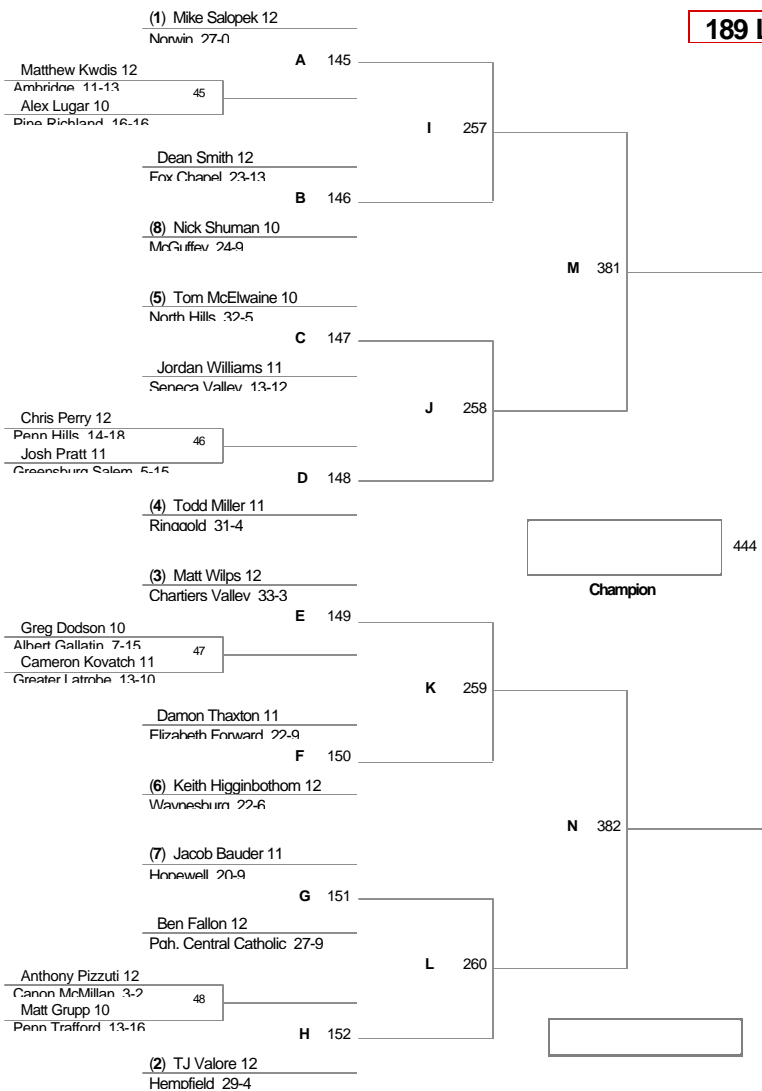 (1) Mike Salopek 12
189 L
Norwin 27-0
A 145
Matthew Kwdis 12
Ambridge 11-13
45
Alex Lugar 10
Pine Richland 16-16
I 257
Dean Smith 12
Fox Chapel 23-13
B 146
(8) Nick Shuman 10
McGuffey 24-9
M 381
(5) Tom McElwaine 10
North Hills 32-5
C 147
Jordan Williams 11
Seneca Valley 13-12
J 258
Chris Perry 12
Penn Hills 14-18
46
Josh Pratt 11
Greensburg Salem 5-15
D 148
(4) Todd Miller 11
Ringgold 31-4
444
(3) Matt Wilps 12
Chartiers Valley 33-3
Champion
E 149
Greg Dodson 10
Albert Gallatin 7-15
47
Cameron Kovatch 11
Greater Latrobe 13-10
K 259
Damon Thaxton 11
Elizabeth Forward 22-9
F 150
(6) Keith Higginbothom 12
Waynesburg 22-6
N 382
(7) Jacob Bauder 11
Hopewell 20-9
G 151
Ben Fallon 12
Pgh. Central Catholic 27-9
L 260
Anthony Pizzuti 12
Canon McMillan 3-2
48
Matt Grupp 10
Penn Trafford 13-16
H 152
(2) TJ Valore 12
Hempfield 29-4